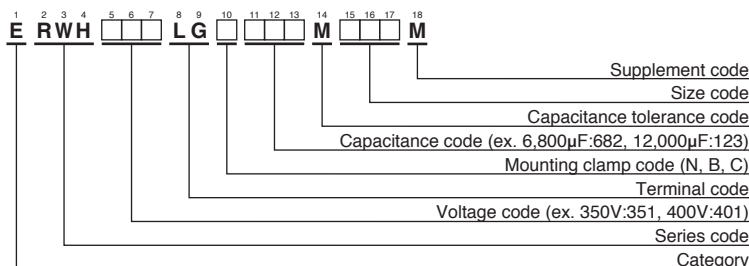 1 2 3 4 5 6 7 8 9 10 11 12 13 14 15 16 17 18
E RWH LG M M
Supplement code
Size code
Capacitance tolerance code
Capacitance code (ex. 6,800μF:682, 12,000μF:123)
Mounting clamp code (N, B, C)
Terminal code
Voltage code (ex. 350V:351, 400V:401)
Series code
Category